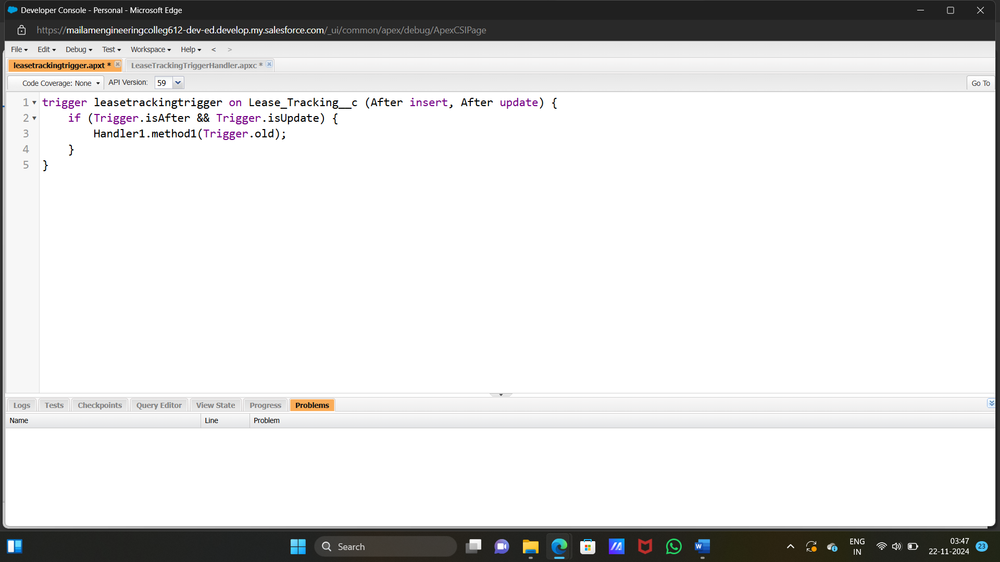 Developer Console - Personal - Microsoft Edge
https://mailamengineeringcolleg612-dev-ed.develop.my.salesforce.com/_ui/common/apex/debug/ApexCSIPage
File Edit Debug Test Workspace Help < >
leasetrackingtrigger.apxt * LeaseTrackingTriggerHandler.apxc *
Code Coverage: None API Version: 59 Go To
1 trigger leasetrackingtrigger on Lease_Tracking__c (After insert, After update) {
2 if (Trigger.isAfter && Trigger.isUpdate) {
3 Handler1.method1(Trigger.old);
4 }
5 }
Logs Tests Checkpoints Query Editor View State Progress Problems
Name Line Problem
Search
W
ENG
IN
03:47
22-11-2024
23